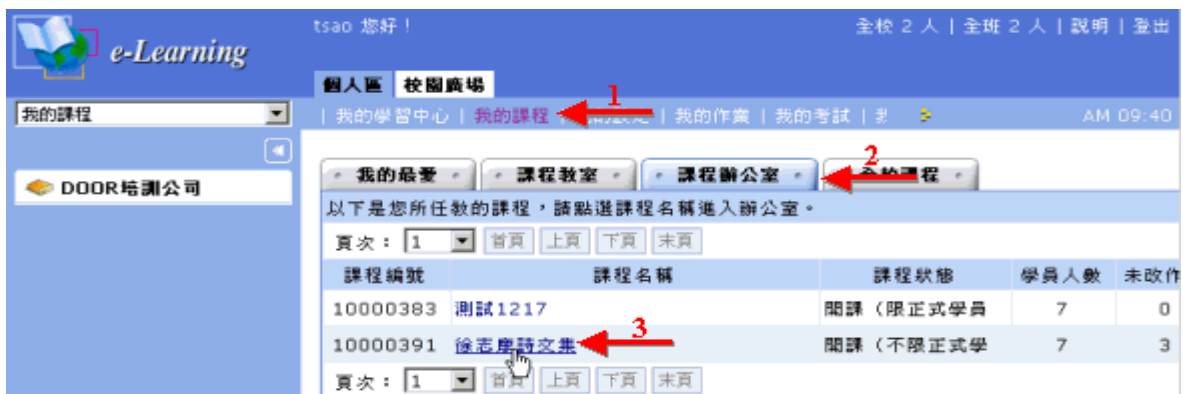 e-Learning
tsao 您好！
全校 2 人 | 全班 2 人 | 說明 | 登出
個人區 校園廣場
我的課程
| 我的學習中心 | 我的課程 | 我的設定 | 我的作業 | 我的考試 |
AM 09:40
1
DOOR培訓公司
我的最愛 課程教室 課程辦公室 全校課程
2
以下是您所任教的課程，請點選課程名稱進入辦公室。
頁次： 1 首頁 上頁 下頁 末頁
課程編號 課程名稱 課程狀態 學員人數 未改作
10000383 測試1217 開課（限正式學員 7 0
10000391 徐志摩詩文集 開課（不限正式學 7 3
3
頁次： 1 首頁 上頁 下頁 末頁